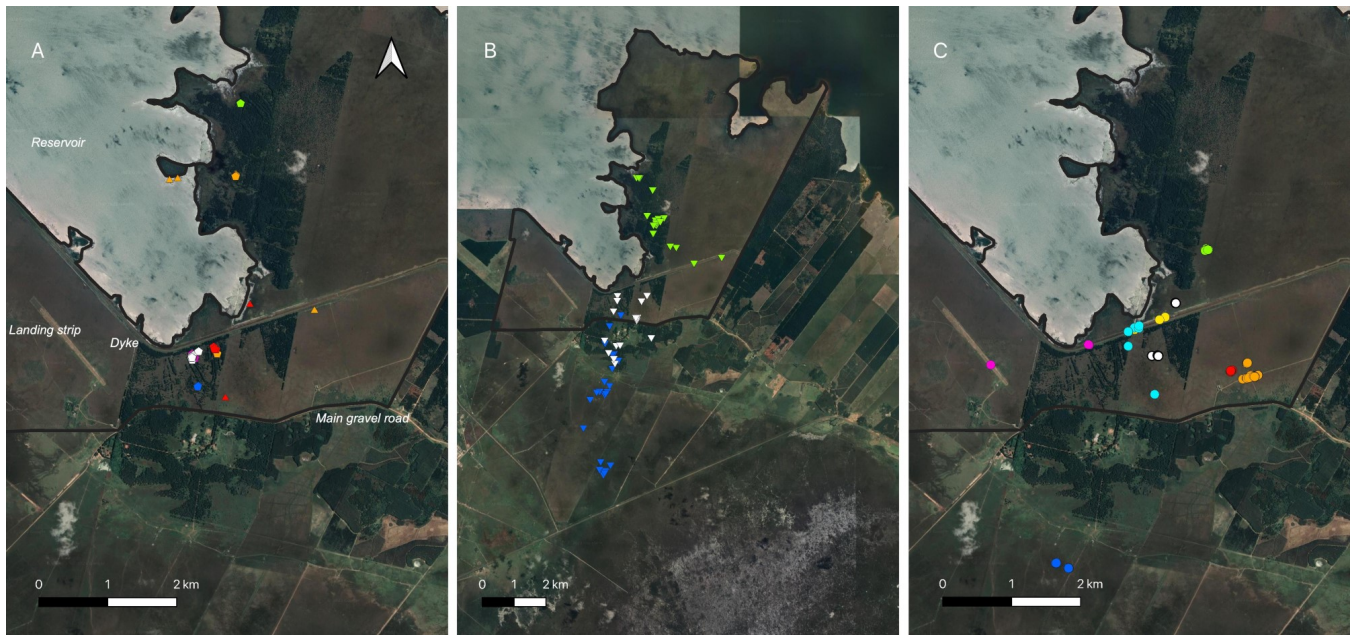 A
B
C
Reservoir
Landing strip
Dyke
Main gravel road
0 1 2 km
0 1 2 km
0 1 2 km